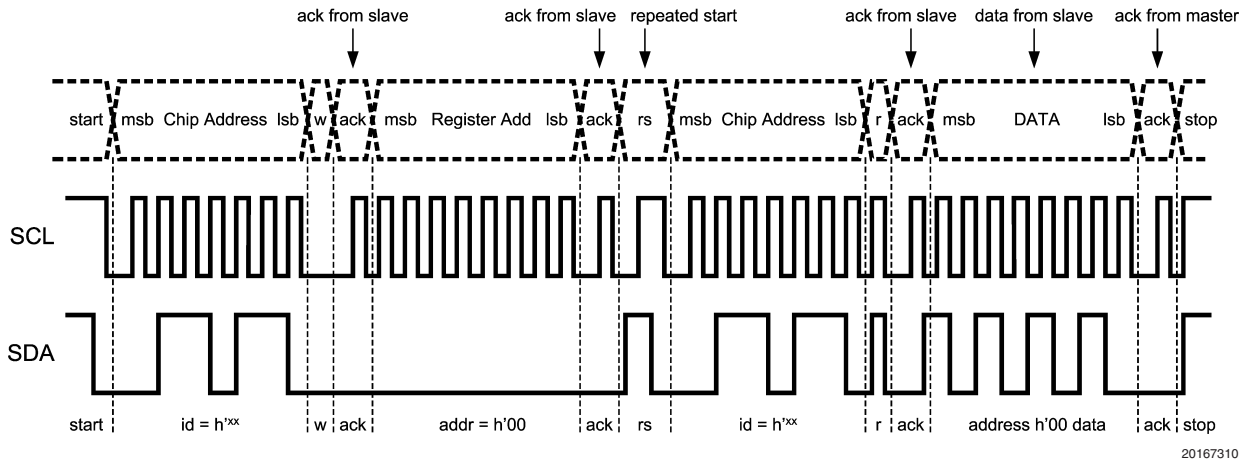 ack from slave ack from slave repeated start ack from slave data from slave ack from master
start msb Chip Address lsb w ack msb Register Add lsb ack rs msb Chip Address lsb r ack msb DATA lsb ack stop
SCL
SDA
start id = h'xx w ack addr = h'00 ack rs id = h'xx r ack address h'00 data ack stop
20167310